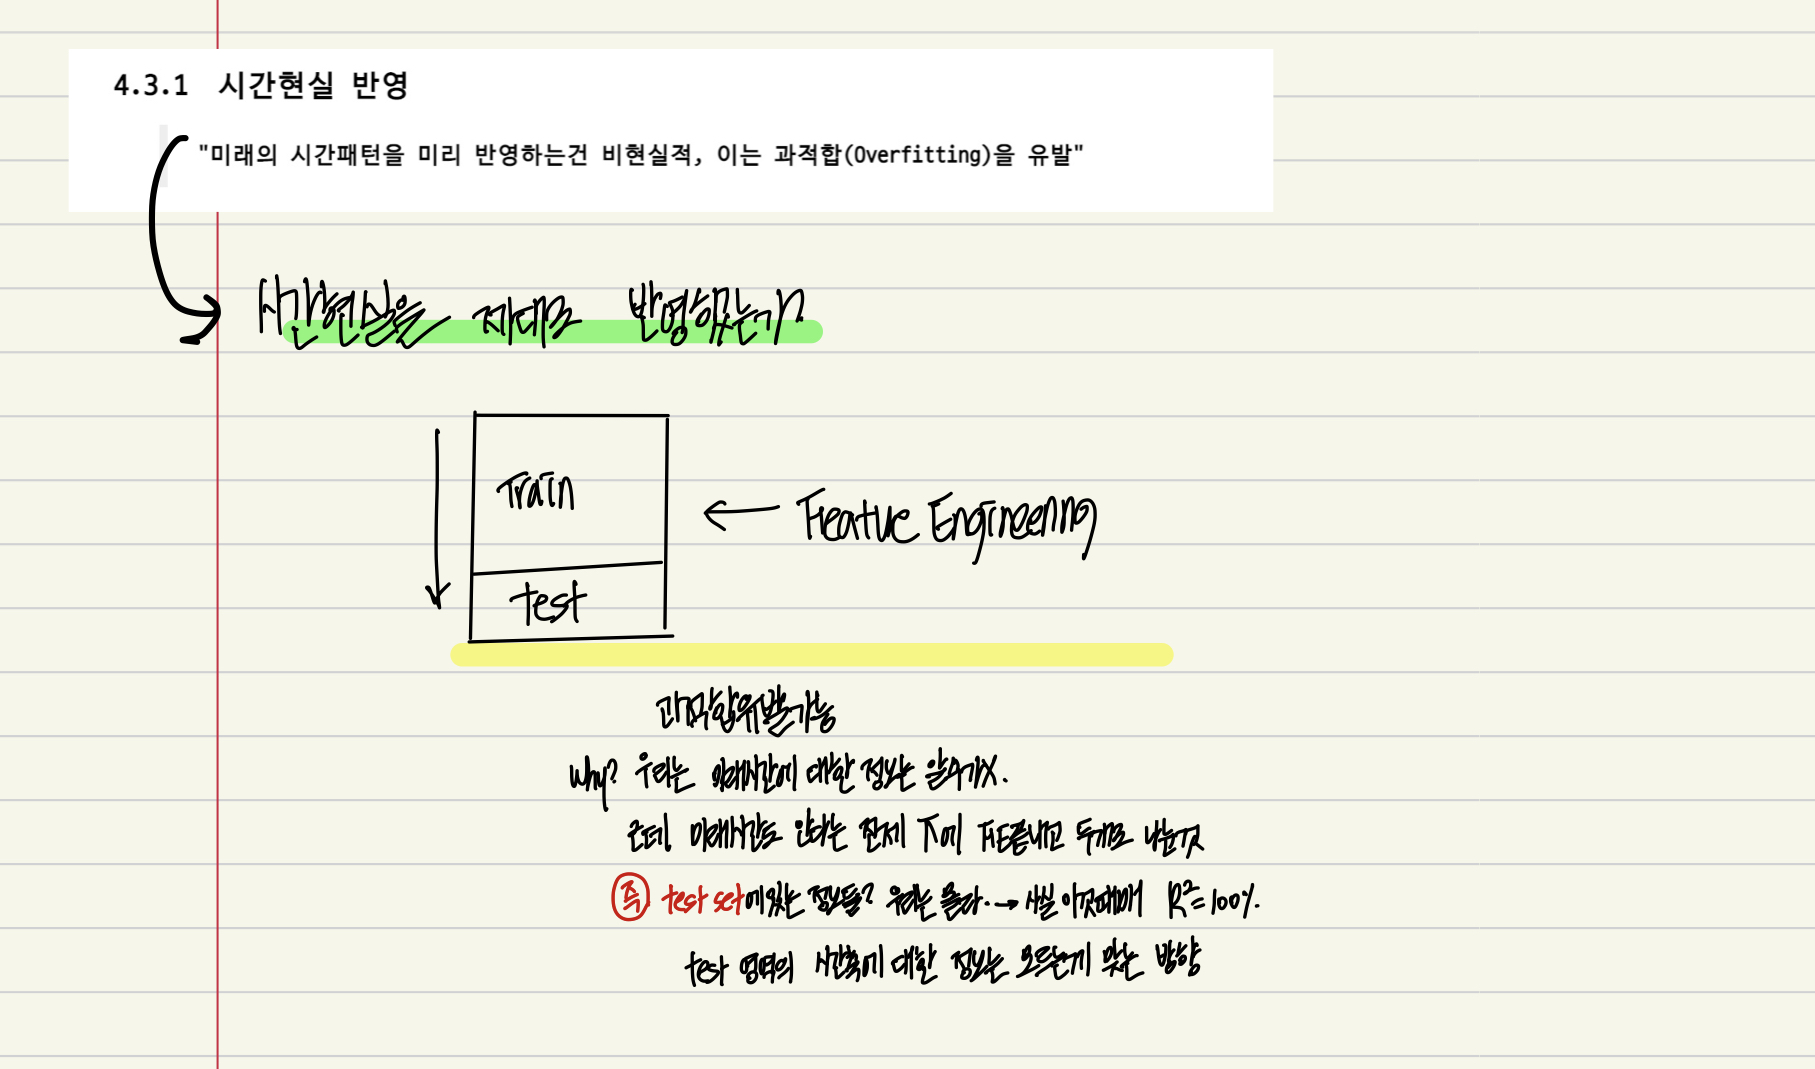 4.3.1 시간현실 반영
"미래의 시간패턴을 미리 반영하는건 비현실적, 이는 과적합(Overfitting)을 유발"
시간현실을 제대로 반영했는가?
Train
← Feature Engineering
test
과적합유발가능
why? 우리는 미래시간에 대한 정보는 알수가X.
근데 미래시간도 안다는 전제 下에 FE끝내고 두개로 나눈것
즉 test set에있는 정보들? 우리는 모른다. → 사실 이것때매 R²=100%.
test 영역의 시간축에 대한 정보는 모르는게 맞는 방향